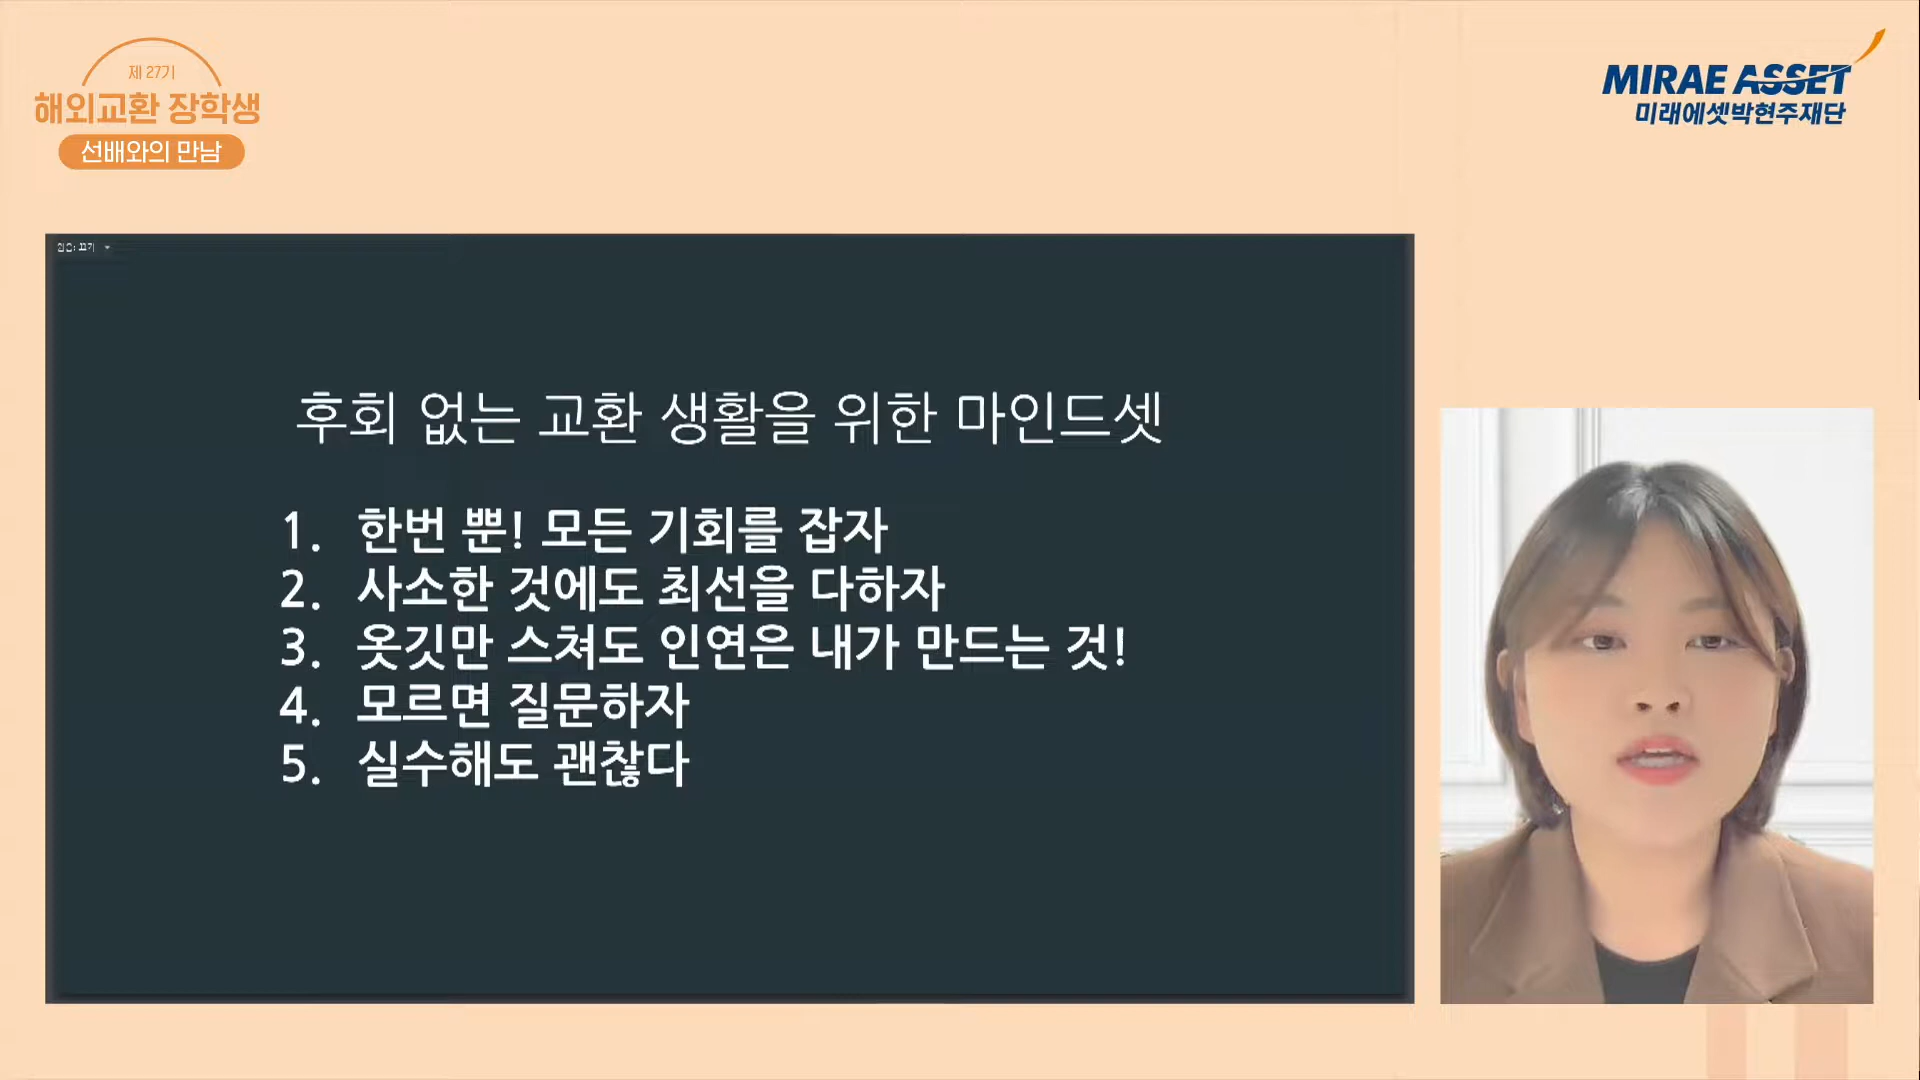 제 27기
해외교환 장학생
선배와의 만남
MIRAE ASSET
미래에셋박현주재단
후회 없는 교환 생활을 위한 마인드셋
1. 한번 뿐! 모든 기회를 잡자
2. 사소한 것에도 최선을 다하자
3. 옷깃만 스쳐도 인연은 내가 만드는 것!
4. 모르면 질문하자
5. 실수해도 괜찮다